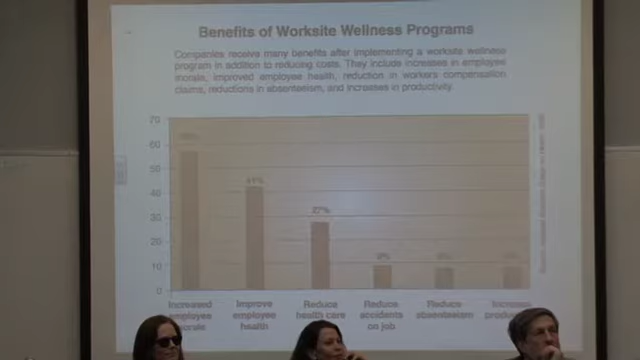 Benefits of Worksite Wellness Programs
Companies receive many benefits after implementing a worksite wellness
program in addition to reducing costs. They include increases in employee
morale, improved employee health, reduction in workers compensation
claims, reductions in absenteeism, and increases in productivity.
70
60
50
40
30
20
10
0
27%
Increased
employee
morale
Improve
employee
health
Reduce
health care
Reduce
accidents
on job
Reduce
absenteeism